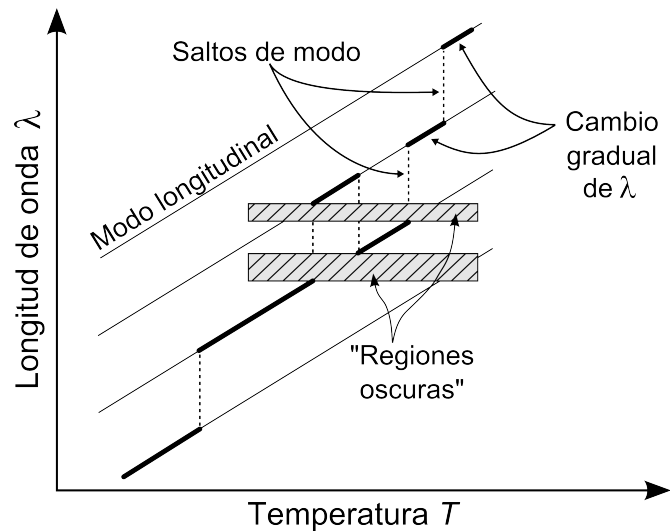 Saltos de modo
Modo longitudinal
Cambio
gradual
de λ
Longitud de onda λ
"Regiones
oscuras"
Temperatura T